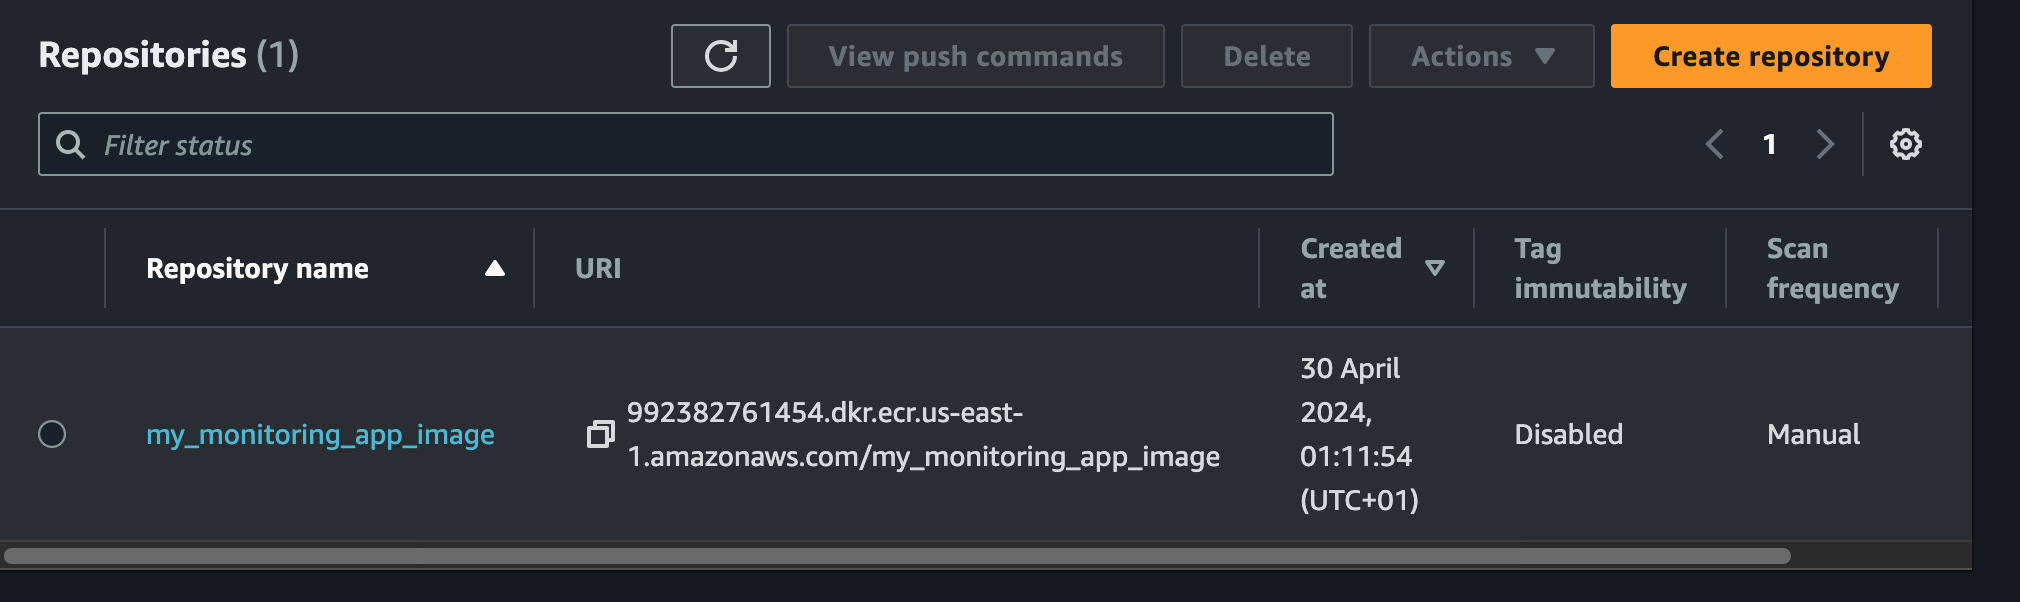 Repositories (1)
View push commands
Delete
Actions
Create repository
Filter status
1
Repository name
URI
Created
at
Tag
immutability
Scan
frequency
my_monitoring_app_image
992382761454.dkr.ecr.us-east-
1.amazonaws.com/my_monitoring_app_image
30 April
2024,
01:11:54
(UTC+01)
Disabled
Manual